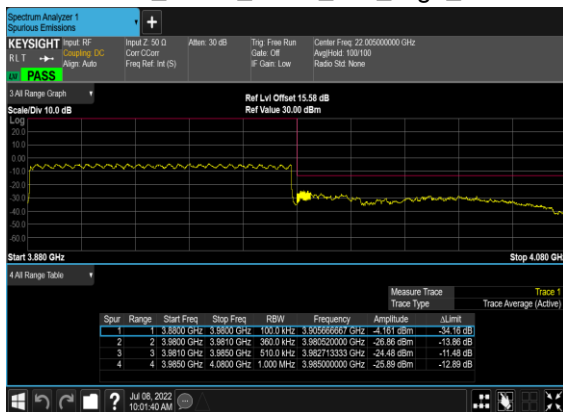 Spectrum Analyzer 1
Spurious Emissions
KEYSIGHT Input: RF
RLT Coupling: DC
Align: Auto
Input Z: 50 Ω
Corr CCorr
Freq Ref: Int (S)
Atten: 30 dB
Trig: Free Run
Gate: Off
IF Gain: Low
Center Freq: 22.005000000 GHz
Avg|Hold: 100/100
Radio Std: None
PASS
3 All Range Graph
Ref Lvl Offset 15.58 dB
Scale/Div 10.0 dB
Ref Value 30.00 dBm
Log
20.0
10.0
0.00
-10.0
-20.0
-30.0
-40.0
-50.0
-60.0
Start 3.880 GHz
Stop 4.080 GHz
4 All Range Table
Measure Trace Trace 1
Trace Type Trace Average (Active)
Spur Range Start Freq Stop Freq RBW Frequency Amplitude ΔLimit
1 1 3.8800 GHz 3.9800 GHz 100.0 kHz 3.905666667 GHz -4.161 dBm -34.16 dB
2 2 3.9800 GHz 3.9810 GHz 360.0 kHz 3.980520000 GHz -26.86 dBm -13.86 dB
3 3 3.9810 GHz 3.9850 GHz 510.0 kHz 3.982713333 GHz -24.48 dBm -11.48 dB
4 4 3.9850 GHz 4.0800 GHz 1.000 MHz 3.985000000 GHz -25.89 dBm -12.89 dB
Jul 08, 2022
10:01:40 AM